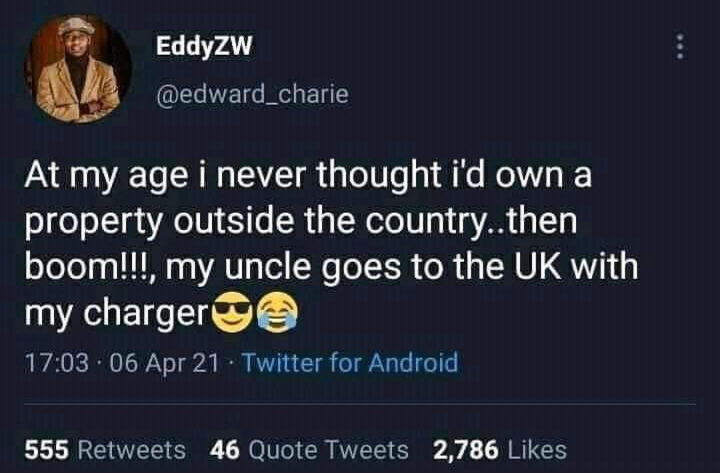 EddyZW
@edward_charie
At my age i never thought i'd own a
property outside the country..then
boom!!!, my uncle goes to the UK with
my charger😎😂
17:03 · 06 Apr 21 · Twitter for Android
555 Retweets 46 Quote Tweets 2,786 Likes